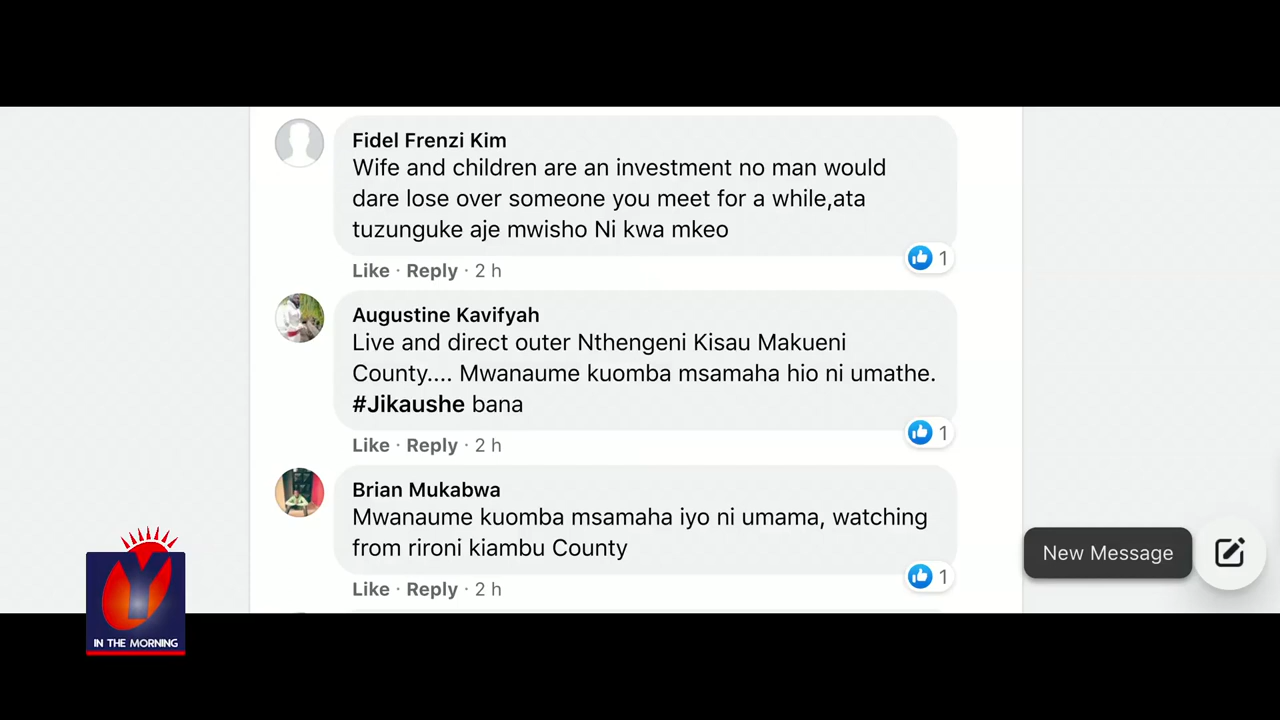 Fidel Frenzi Kim
Wife and children are an investment no man would
dare lose over someone you meet for a while,ata
tuzunguke aje mwisho Ni kwa mkeo
1
Like · Reply · 2 h
Augustine Kavifyah
Live and direct outer Nthengeni Kisau Makueni
County.... Mwanaume kuomba msamaha hio ni umathe.
#Jikaushe bana
1
Like · Reply · 2 h
Brian Mukabwa
Mwanaume kuomba msamaha iyo ni umama, watching
from rironi kiambu County
1
Like · Reply · 2 h
New Message
Y
IN THE MORNING